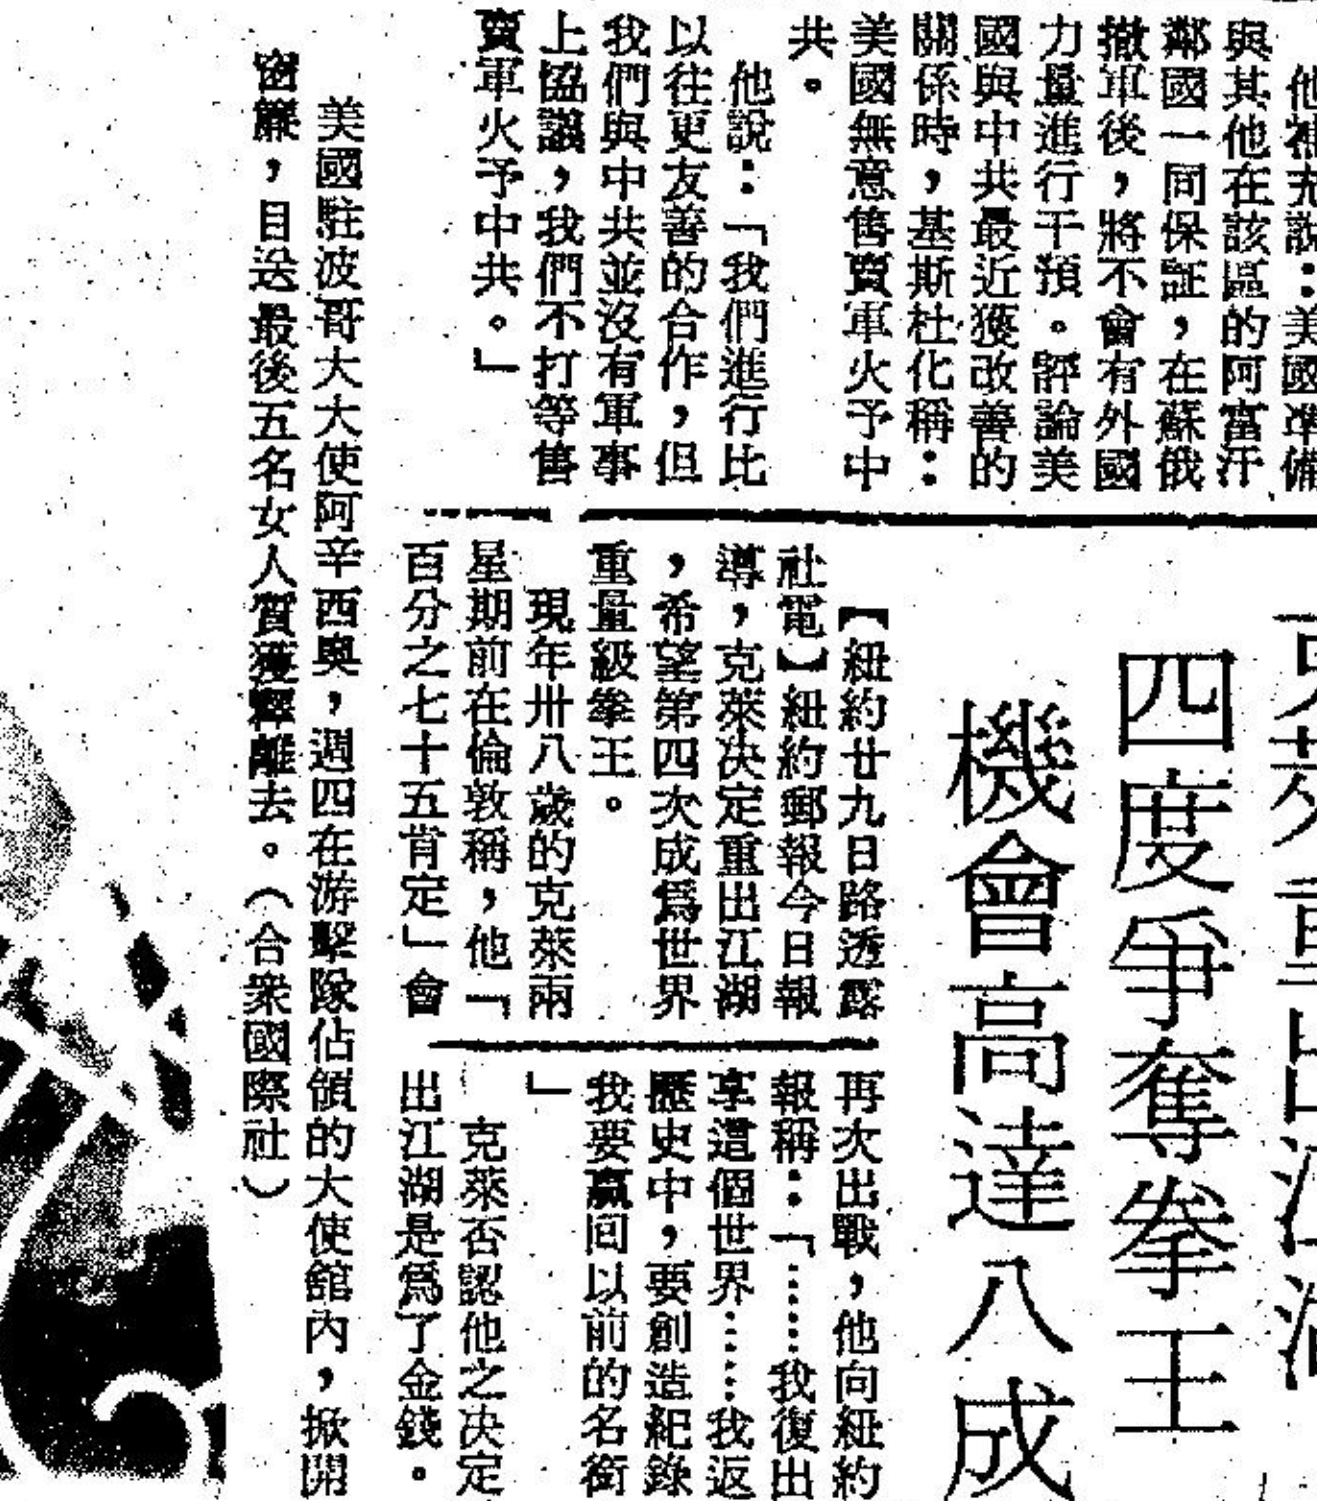 他補充說：美國準備
與其他在該區的阿富汗
鄰國一同保証，在蘇俄
撤軍後，將不會有外國
力量進行干預。評論美
國與中共最近獲改善的
關係時，基斯杜化稱：
美國無意售賣軍火予中
共。
他說：「我們進行比
以往更友善的合作，但
我們與中共並沒有軍事
上協議，我們不打等售
賣軍火予中共。」
克萊重出江湖
四度爭奪拳王
機會高達八成
【紐約廿九日路透電
社電】紐約郵報今日報
導，克萊决定重出江湖
，希望第四次成爲世界
重量級拳王。
現年卅八歲的克萊兩
星期前在倫敦稱，他「
百分之七十五肯定」會
再次出戰，他向紐約
報稱：「……我復出
享這個世界……我返
歷史中，要創造紀錄
我要贏回以前的名銜
」
克萊否認他之决定
出江湖是爲了金錢。
美國駐波哥大大使阿辛西奧，週四在游擊隊佔領的大使館內，掀開
窗簾，目送最後五名女人質獲釋離去。（合衆國際社）